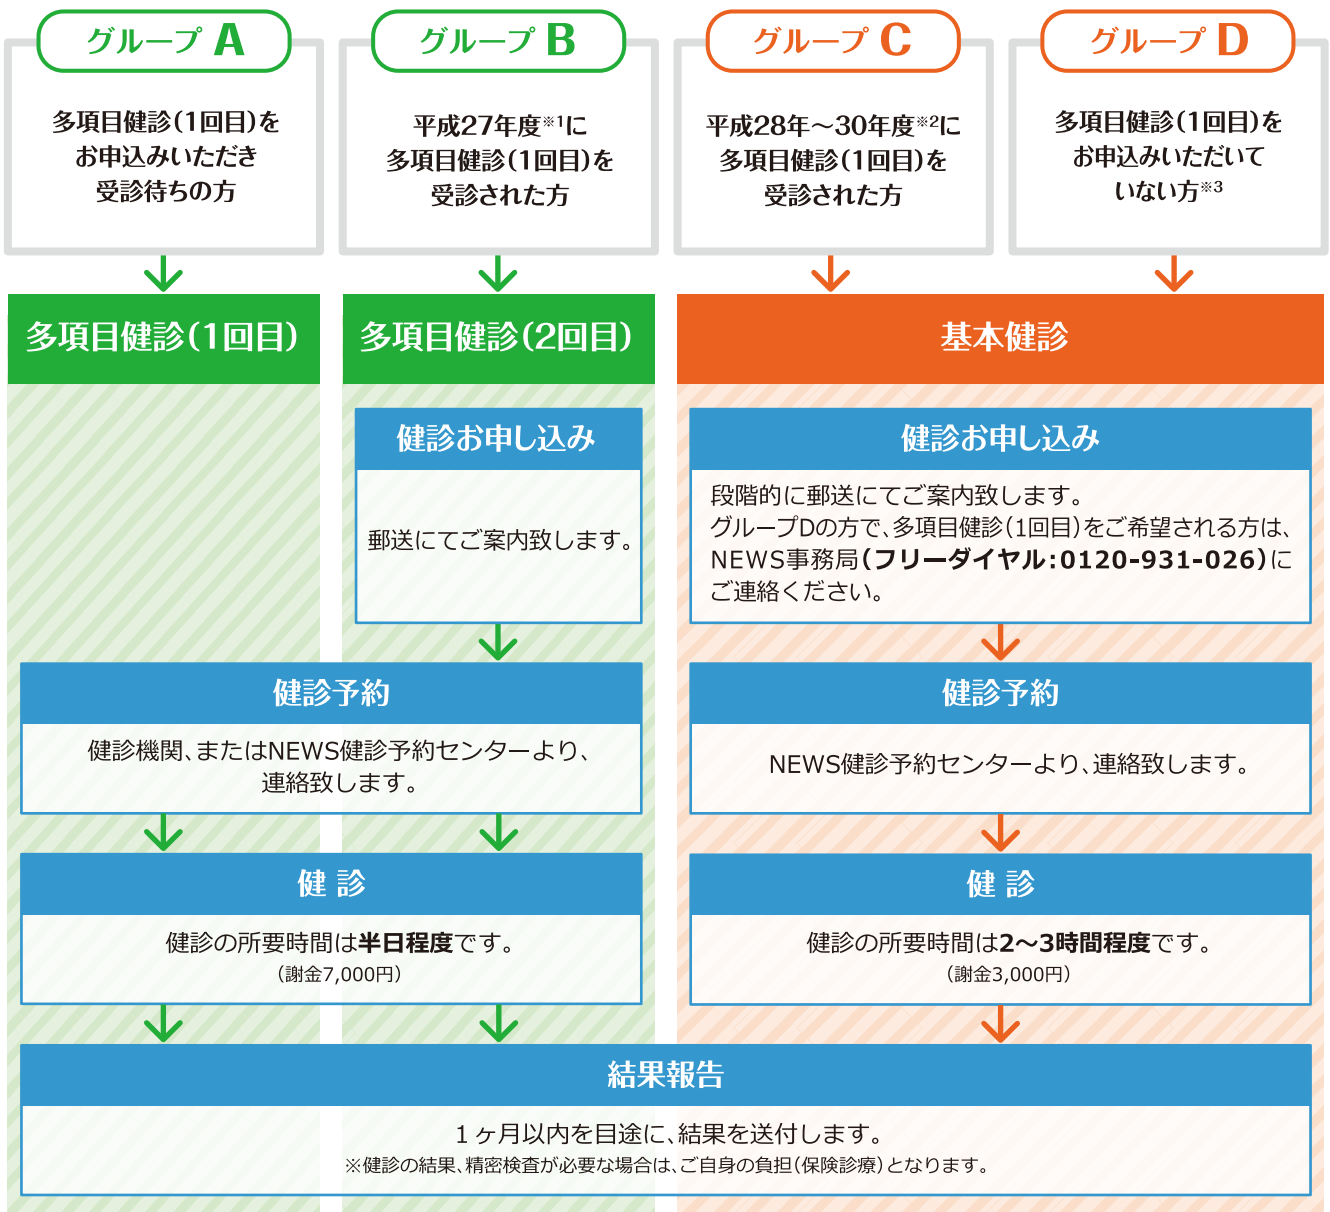 グループ A
多項目健診(1回目)を
お申込みいただき
受診待ちの方
グループ B
平成27年度※1に
多項目健診(1回目)を
受診された方
グループ C
平成28年〜30年度※2に
多項目健診(1回目)を
受診された方
グループ D
多項目健診(1回目)を
お申込みいただいて
いない方※3
多項目健診(1回目)
多項目健診(2回目)
基本健診
健診お申し込み
郵送にてご案内致します。
健診お申し込み
段階的に郵送にてご案内致します。
グループDの方で、多項目健診(1回目)をご希望される方は、
NEWS事務局(フリーダイヤル:0120-931-026)に
ご連絡ください。
健診予約
健診機関、またはNEWS健診予約センターより、
連絡致します。
健診予約
NEWS健診予約センターより、連絡致します。
健 診
健診の所要時間は半日程度です。
(謝金7,000円)
健 診
健診の所要時間は2〜3時間程度です。
(謝金3,000円)
結果報告
1ヶ月以内を目途に、結果を送付します。
※健診の結果、精密検査が必要な場合は、ご自身の負担(保険診療)となります。